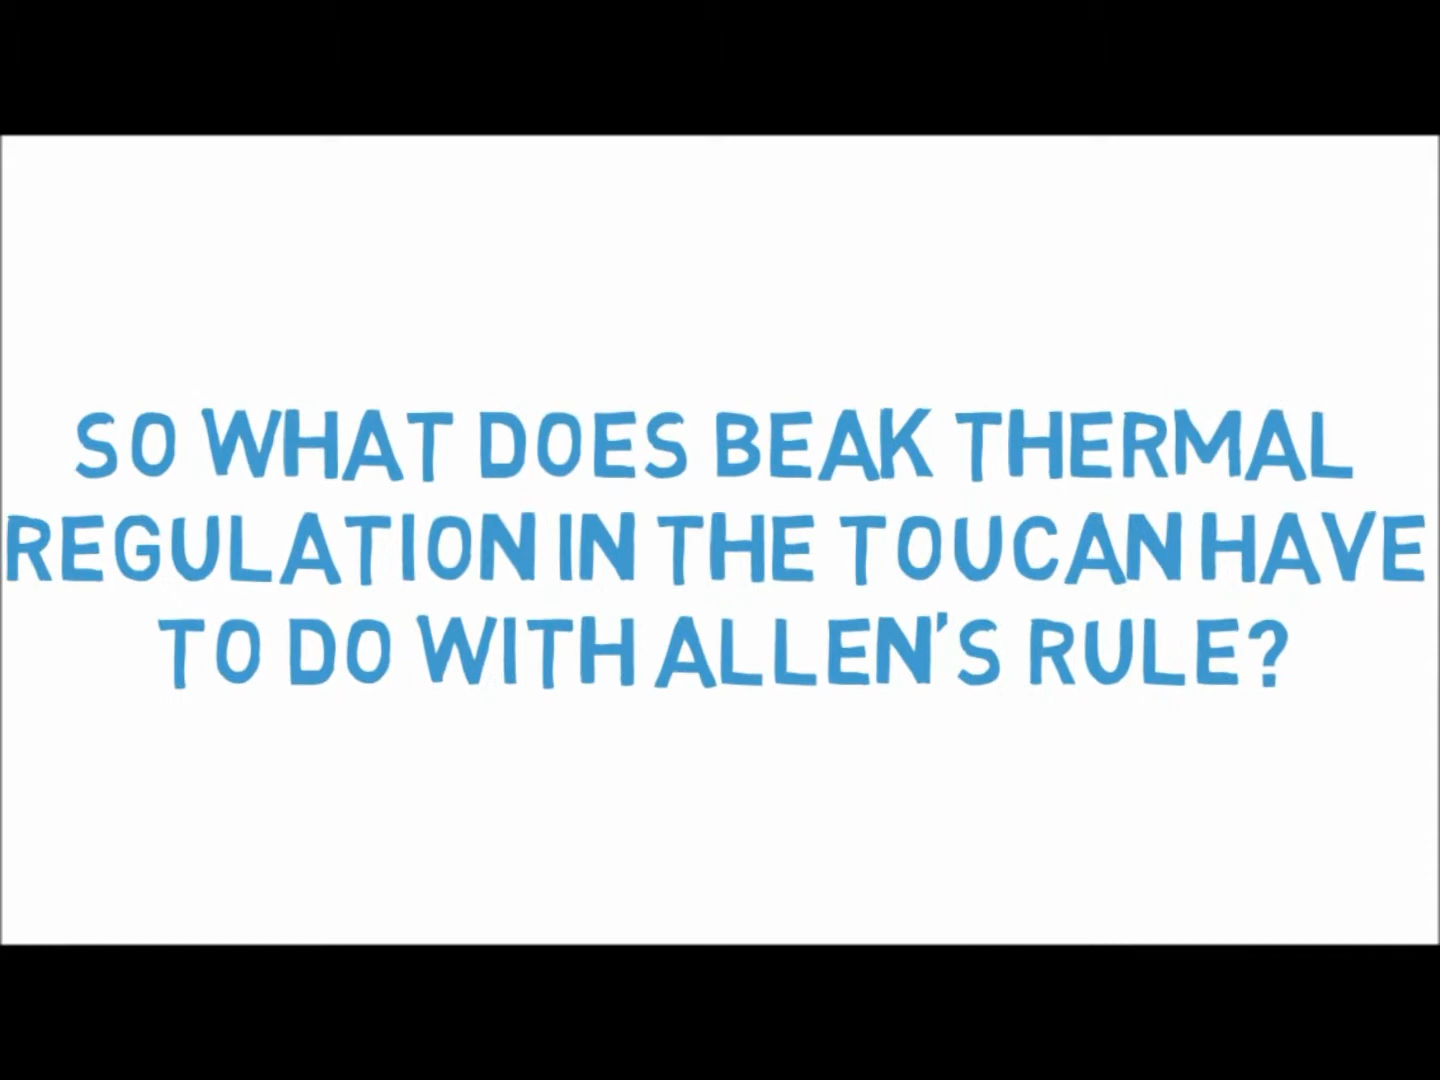 SO WHAT DOES BEAK THERMAL
REGULATION IN THE TOUCAN HAVE
TO DO WITH ALLEN'S RULE?